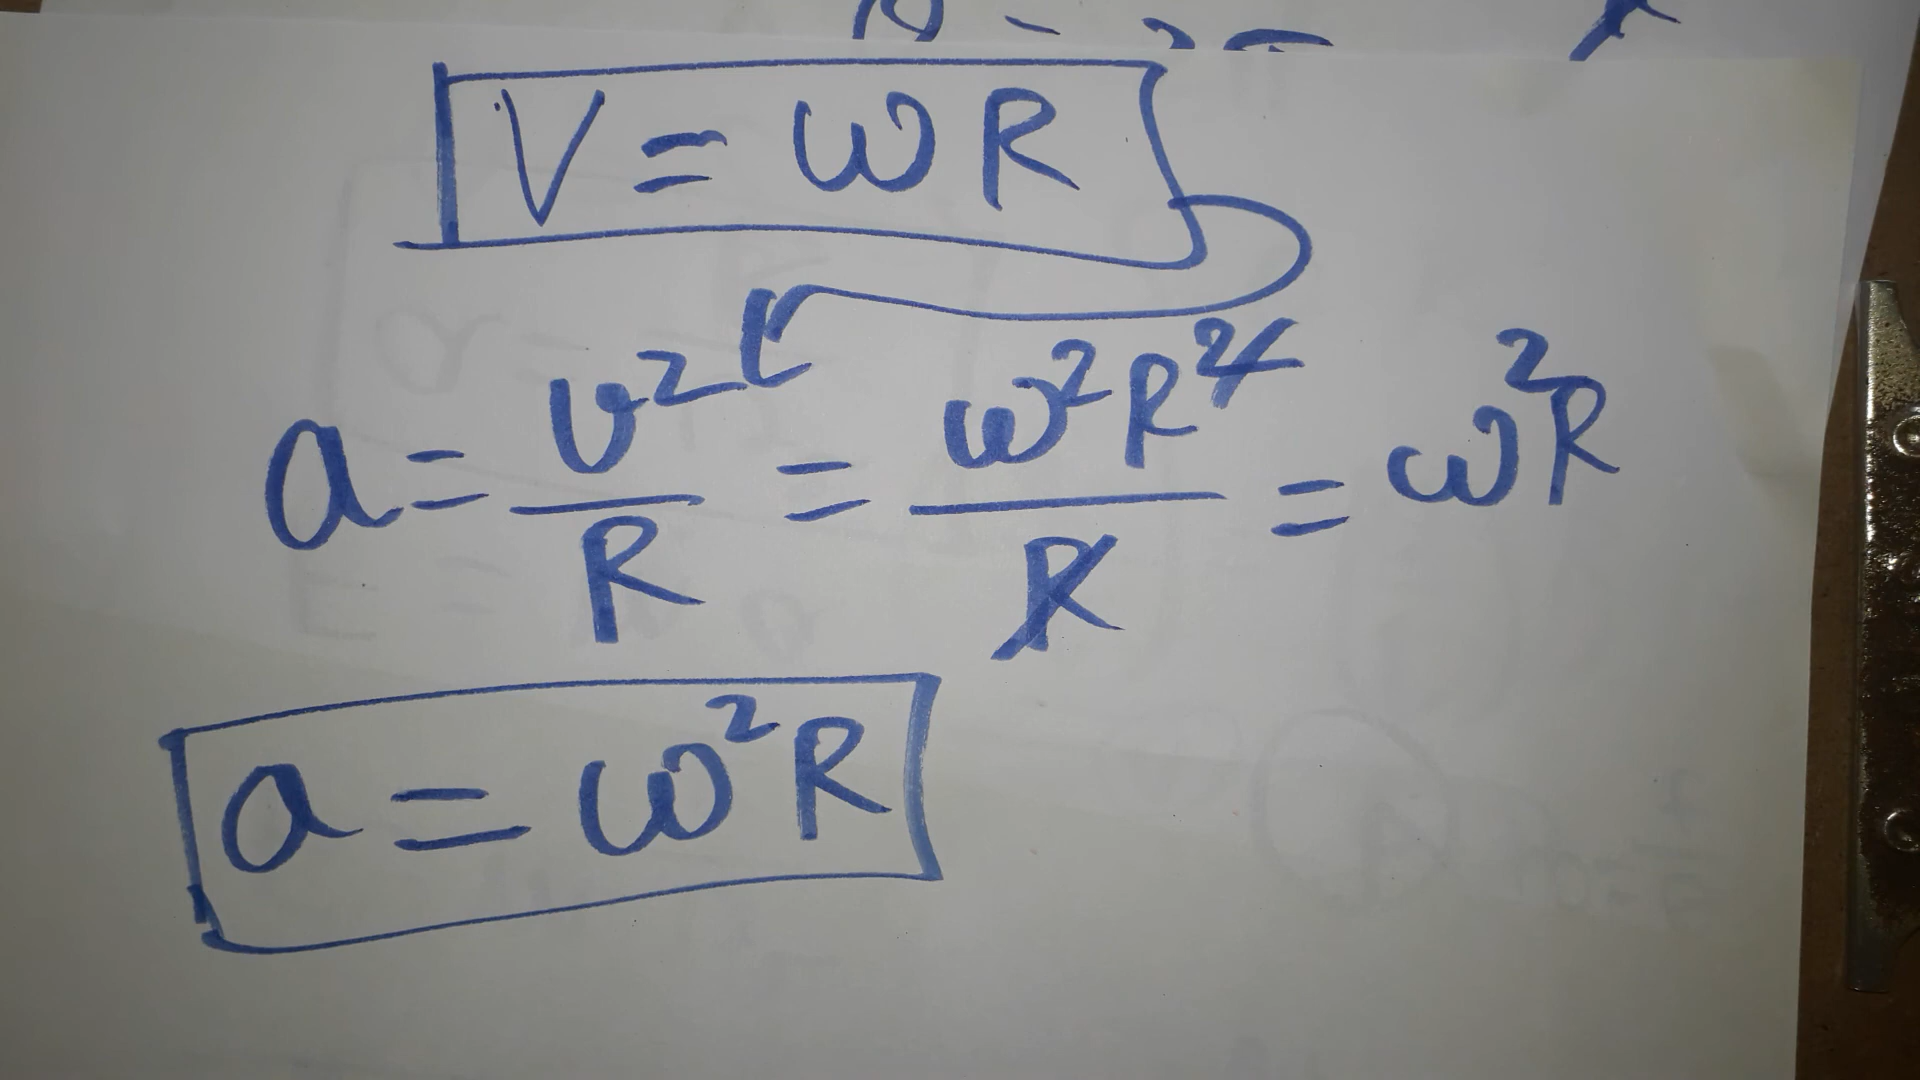 V = ωR
a = v²/R = ω²R²/R = ω²R
a = ω²R